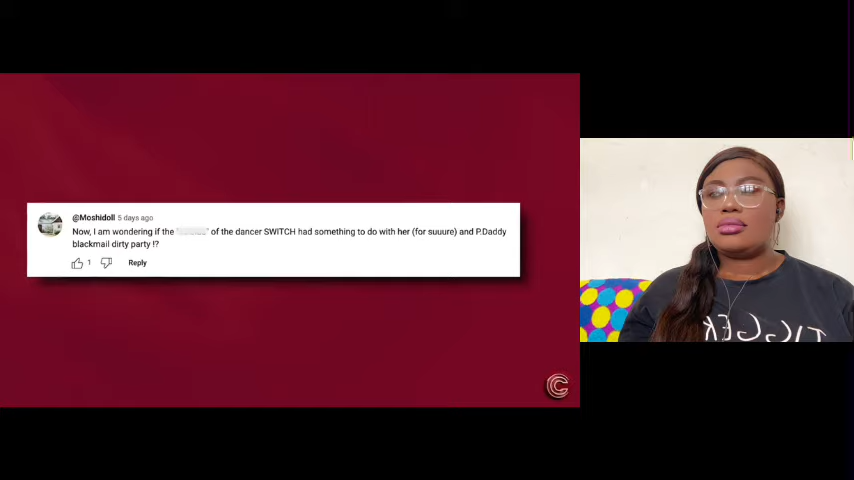 @Moshidoll 5 days ago
Now, I am wondering if the " " of the dancer SWITCH had something to do with her (for suuure) and P.Daddy
blackmail dirty party !?
1 Reply
TIGGER